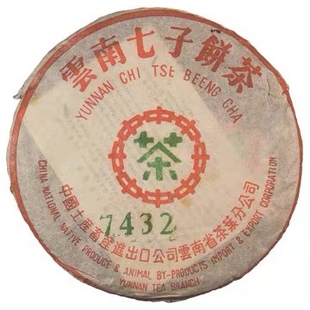 雲南七子餅茶
YUNNAN CHI TSE BEENG CHA
茶
7432
中國土產畜產進出口公司雲南省茶葉分公司
CHINA NATIONAL NATIVE PRODUCE & ANIMAL BY-PRODUCTS IMPORT & EXPORT CORPORATION
YUNNAN TEA BRANCH